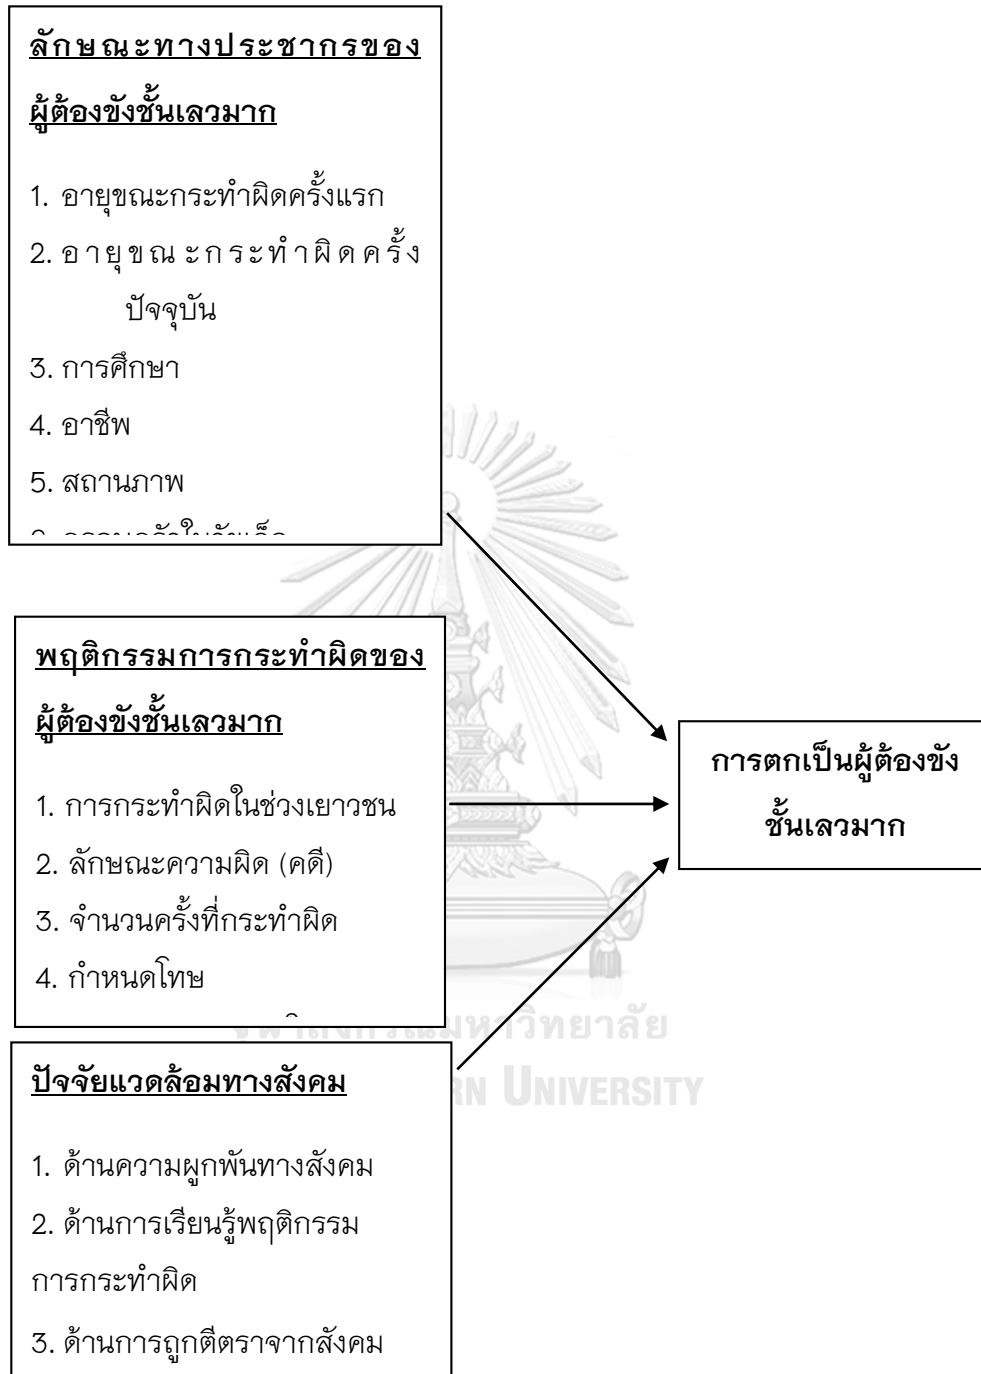 ลักษณะทางประชากรของ
ผู้ต้องขังชั้นเลวมาก
1. อายุขณะกระทำผิดครั้งแรก
2. อายุขณะกระทำผิดครั้ง
ปัจจุบัน
3. การศึกษา
4. อาชีพ
5. สถานภาพ
พฤติกรรมการกระทำผิดของ
ผู้ต้องขังชั้นเลวมาก
1. การกระทำผิดในช่วงเยาวชน
2. ลักษณะความผิด (คดี)
3. จำนวนครั้งที่กระทำผิด
4. กำหนดโทษ
การตกเป็นผู้ต้องขัง
ชั้นเลวมาก
มหาวิทยาลัย
UNIVERSITY
ปัจจัยแวดล้อมทางสังคม
1. ด้านความผูกพันทางสังคม
2. ด้านการเรียนรู้พฤติกรรม
การกระทำผิด
3. ด้านการถูกตีตราจากสังคม